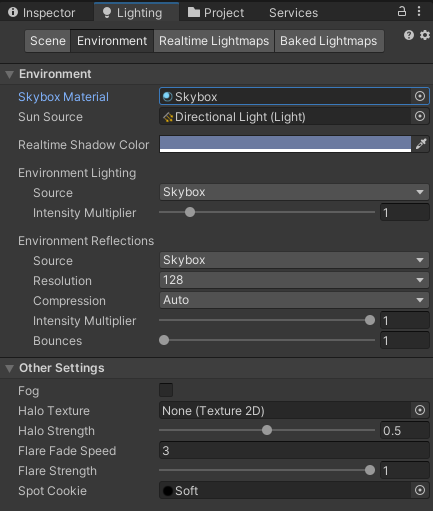 Inspector Lighting Project Services
Scene Environment Realtime Lightmaps Baked Lightmaps
Environment
Skybox Material Skybox
Sun Source Directional Light (Light)
Realtime Shadow Color
Environment Lighting
Source Skybox
Intensity Multiplier 1
Environment Reflections
Source Skybox
Resolution 128
Compression Auto
Intensity Multiplier 1
Bounces 1
Other Settings
Fog
Halo Texture None (Texture 2D)
Halo Strength 0.5
Flare Fade Speed 3
Flare Strength 1
Spot Cookie Soft